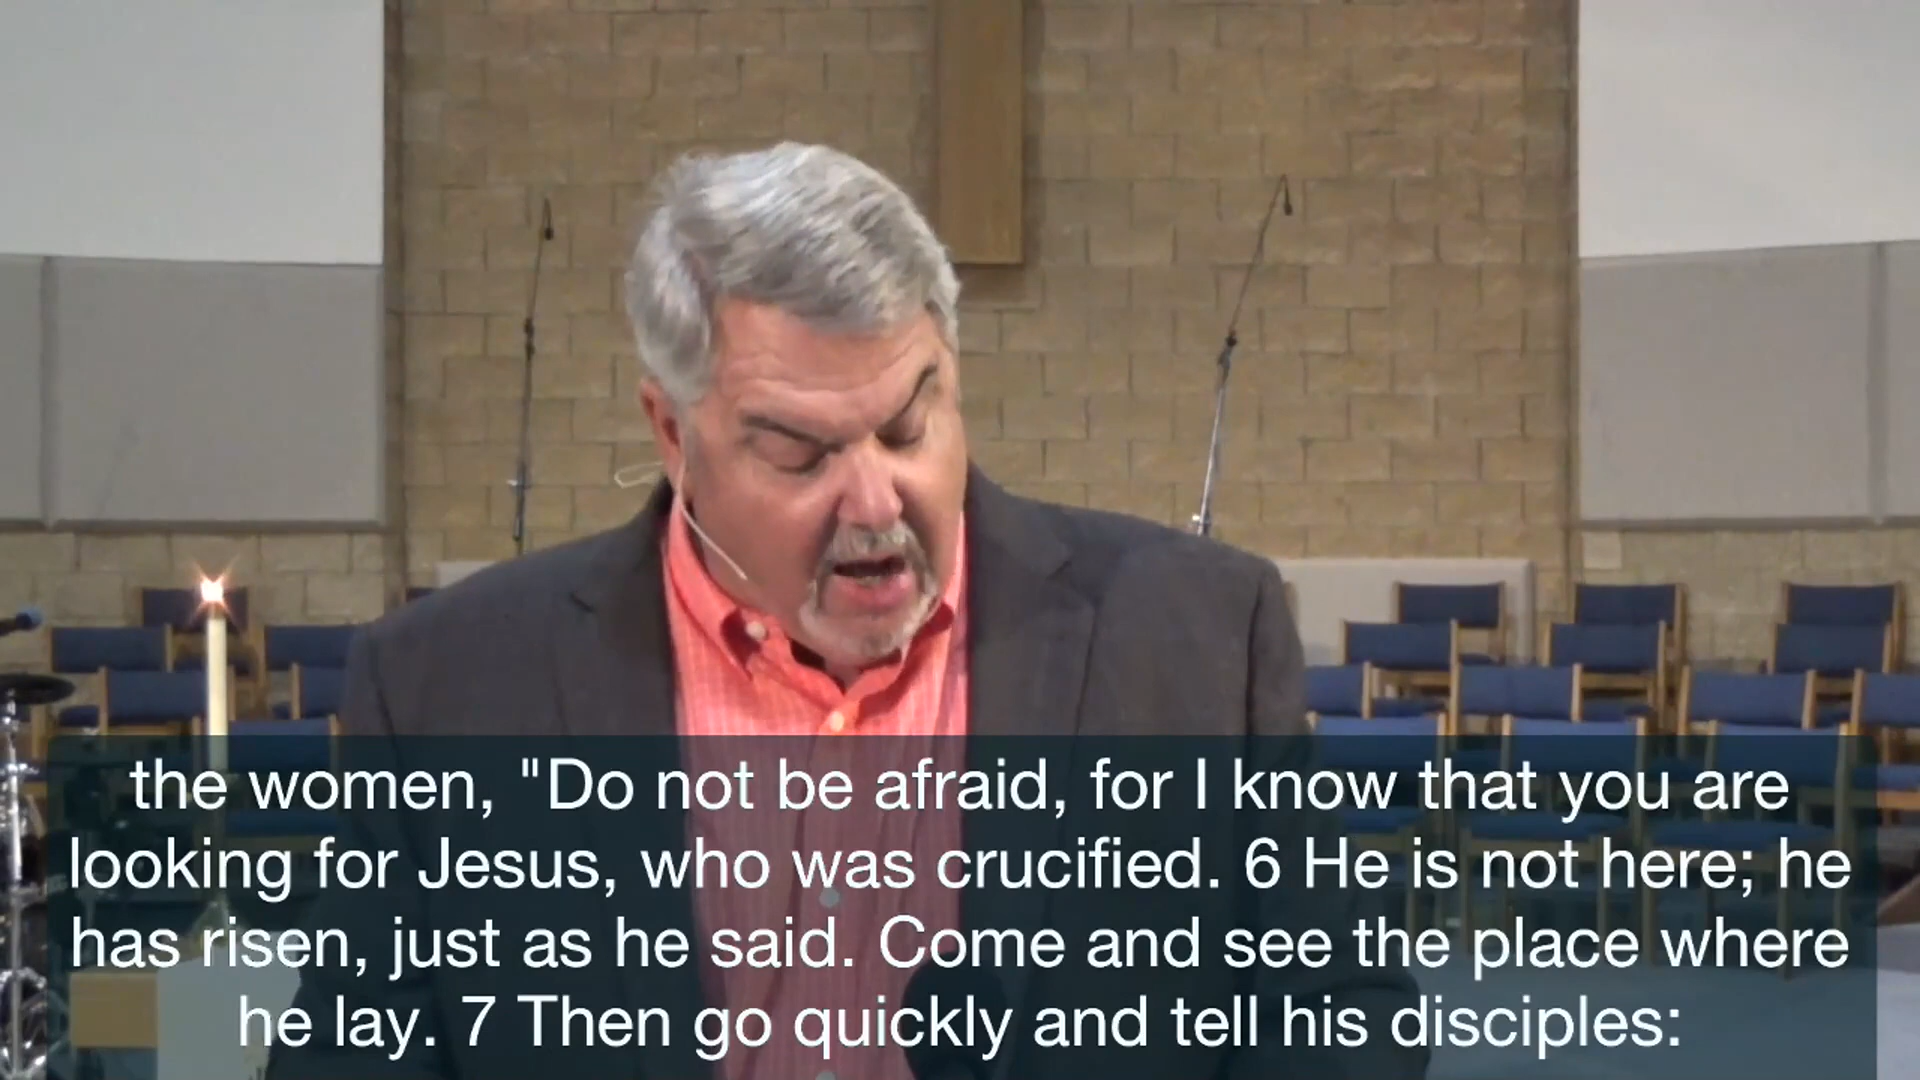 the women, "Do not be afraid, for I know that you are
looking for Jesus, who was crucified. 6 He is not here; he
has risen, just as he said. Come and see the place where
he lay. 7 Then go quickly and tell his disciples: